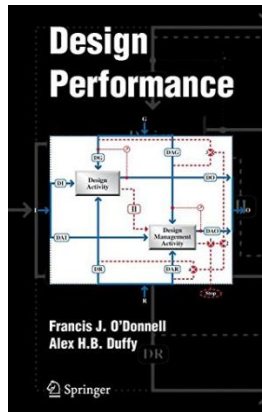 Design
Performance
G
DG
DAG
DI
Design
Activity
DO
I
O
Design
Management
Activity
DAI
DAO
DR
DAR
R
Stop
Francis J. O'Donnell
Alex H.B. Duffy
DR
Springer